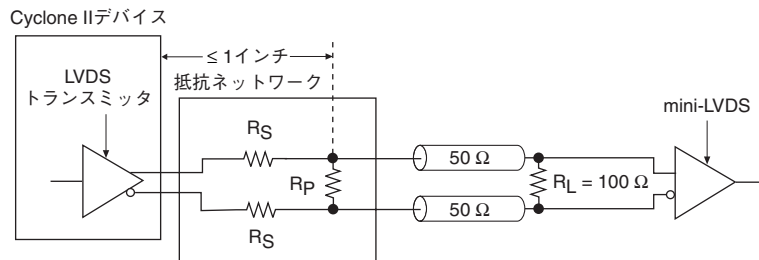 Cyclone IIデバイス
≤ 1インチ
抵抗ネットワーク
LVDS
トランスミッタ
mini-LVDS
RS
50 Ω
RP
RL = 100 Ω
50 Ω
RS